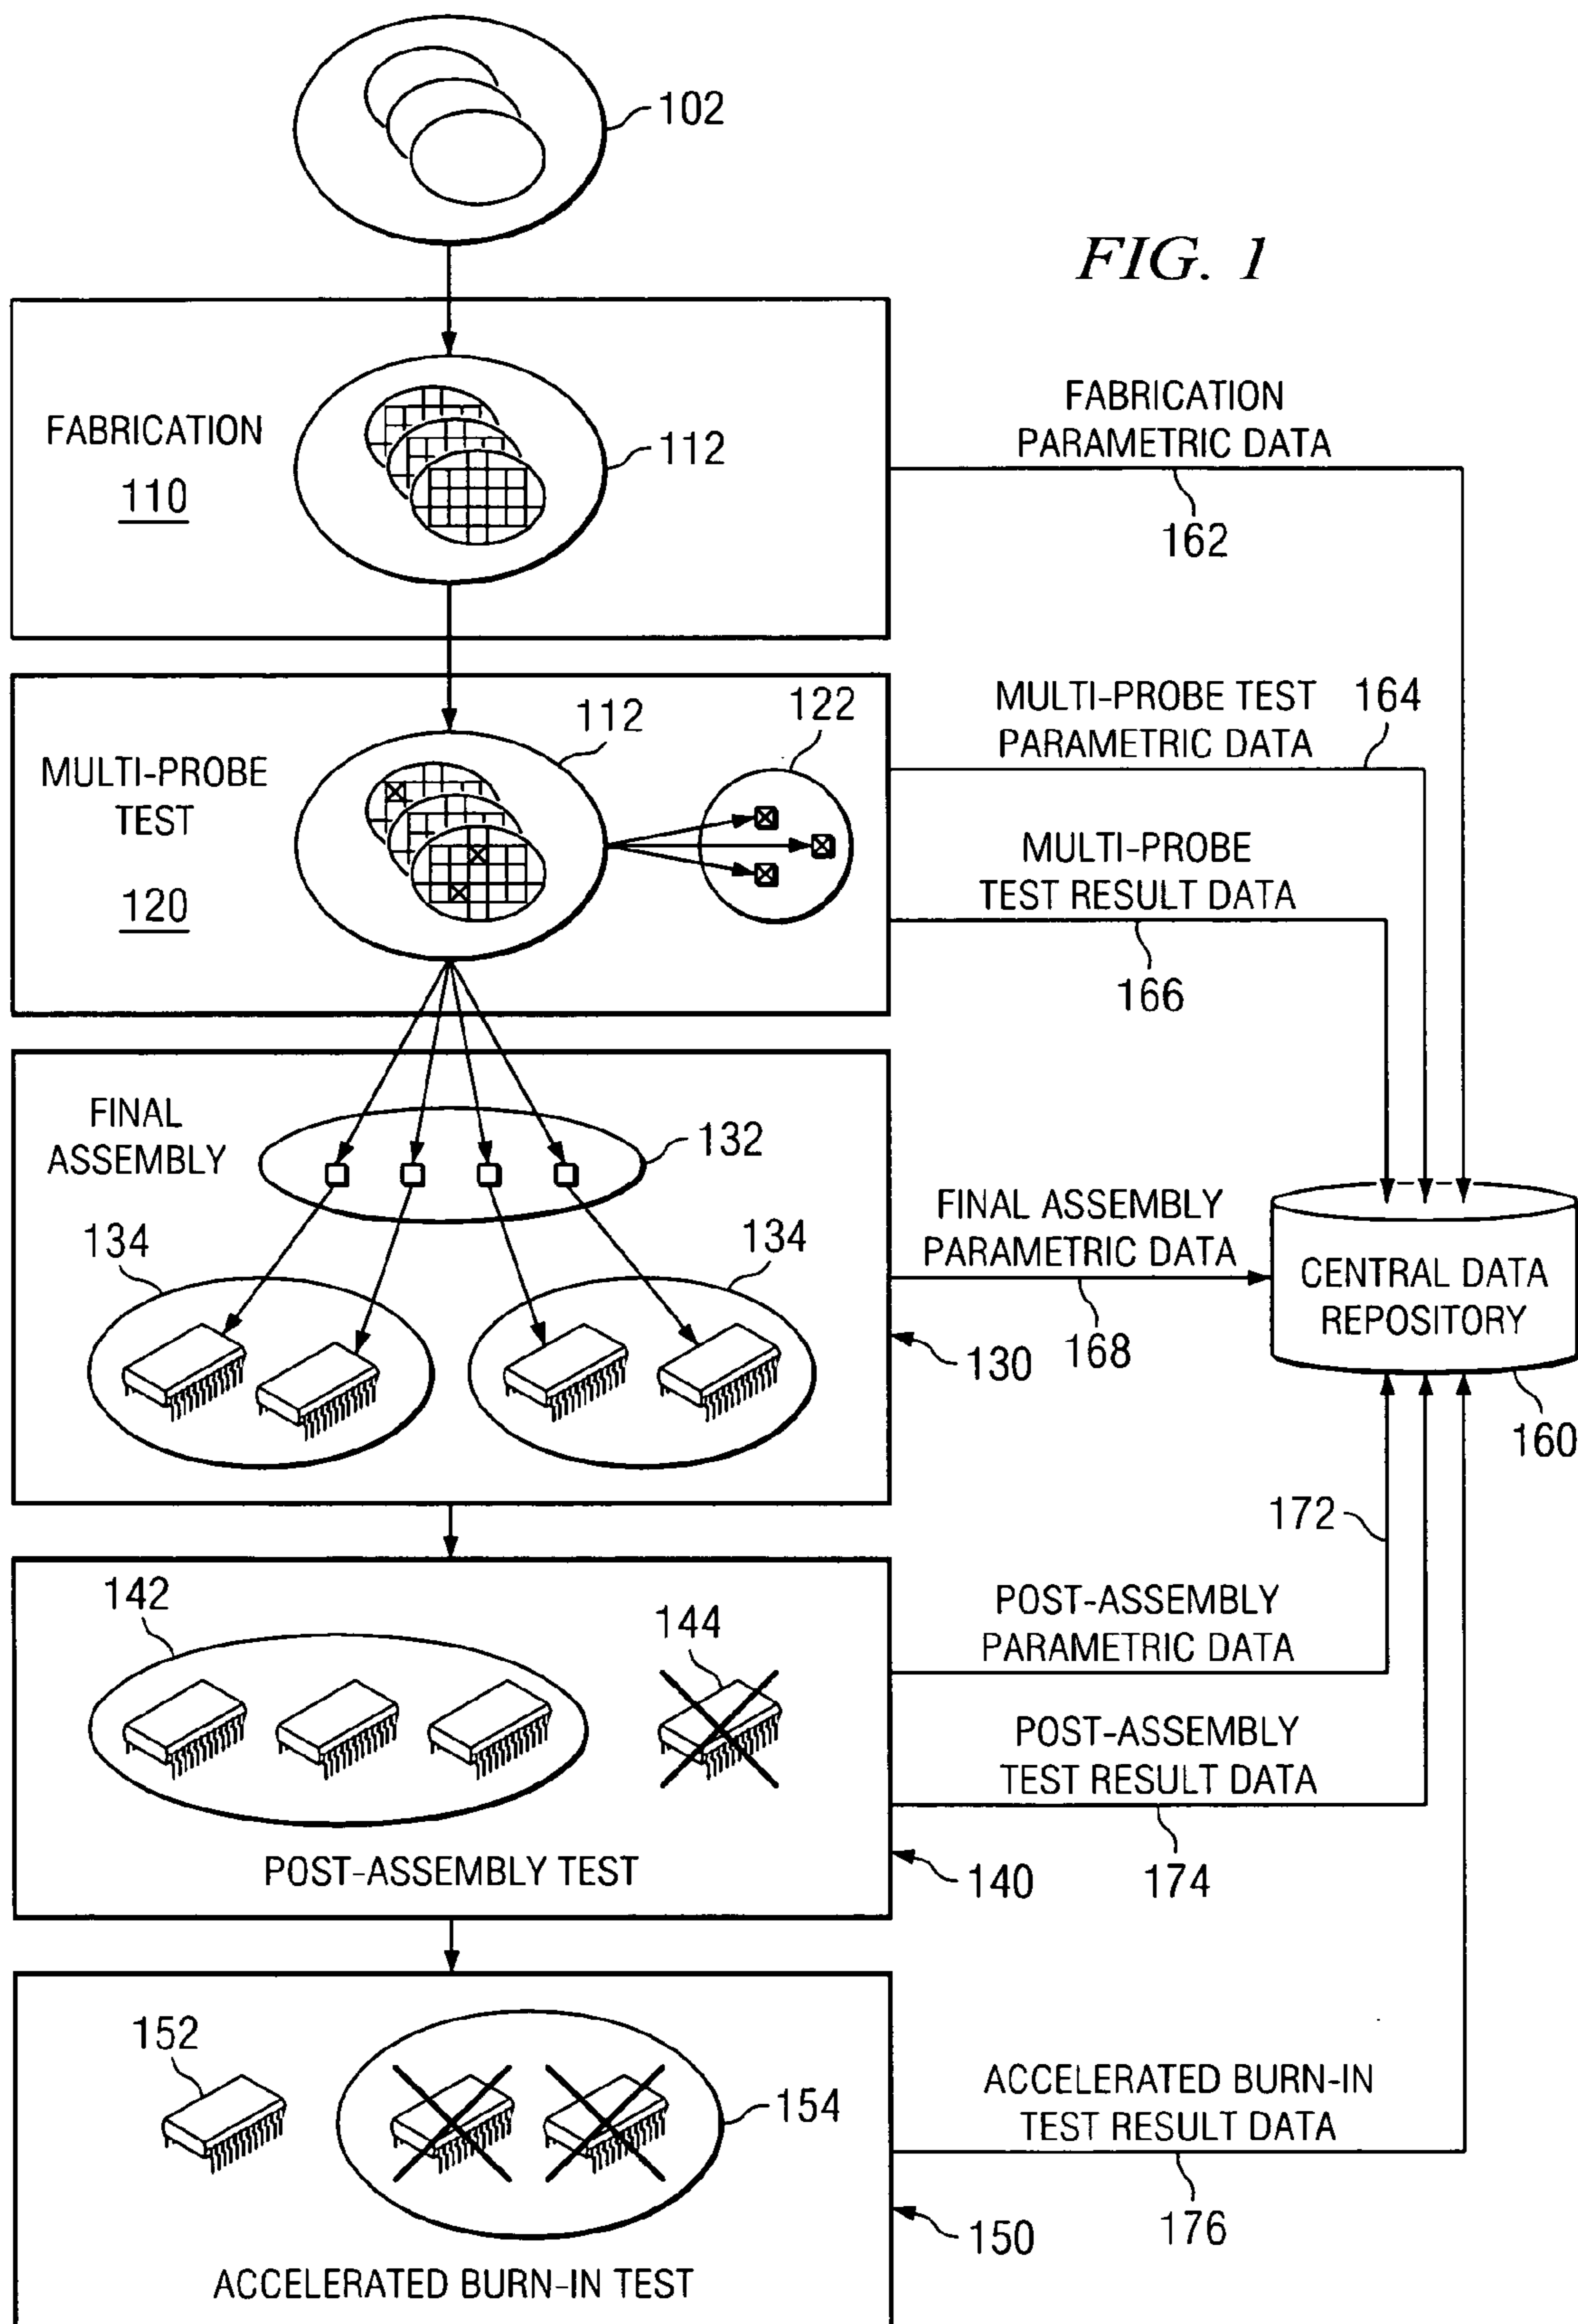 102
FIG. 1
FABRICATION
110
112
FABRICATION
PARAMETRIC DATA
162
MULTI-PROBE
TEST
120
112
122
MULTI-PROBE TEST
PARAMETRIC DATA
164
MULTI-PROBE
TEST RESULT DATA
166
FINAL
ASSEMBLY
132
134
134
130
FINAL ASSEMBLY
PARAMETRIC DATA
168
CENTRAL DATA
REPOSITORY
160
172
142
144
POST-ASSEMBLY TEST
140
POST-ASSEMBLY
PARAMETRIC DATA
POST-ASSEMBLY
TEST RESULT DATA
174
152
154
ACCELERATED BURN-IN TEST
150
ACCELERATED BURN-IN
TEST RESULT DATA
176